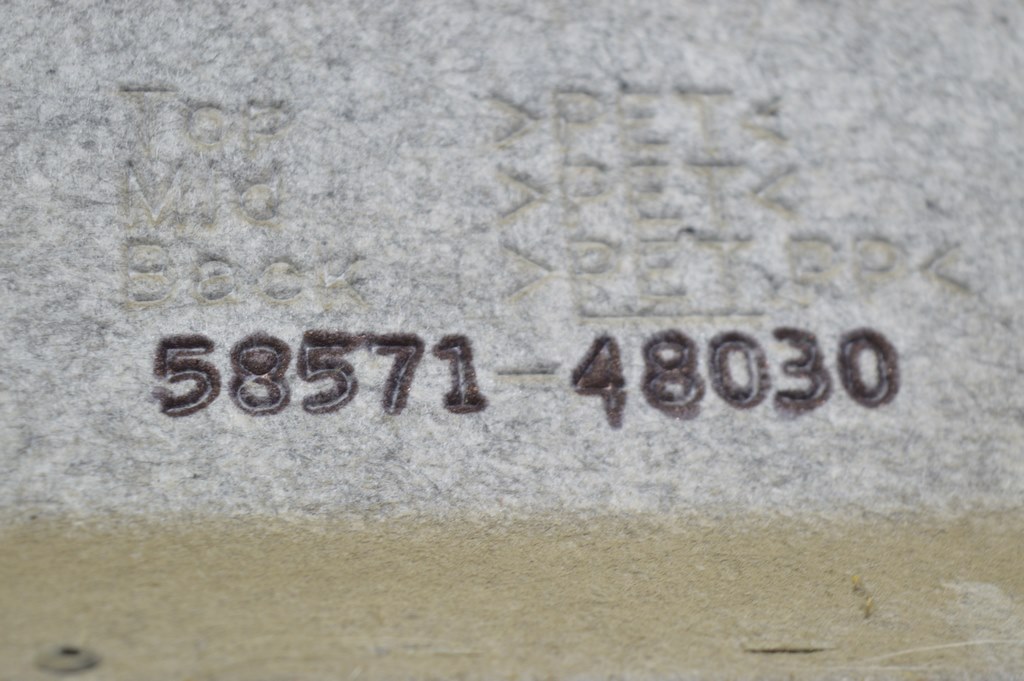 Top >PET<
Mid >PET<
Back >PET.PP<
58571-48030